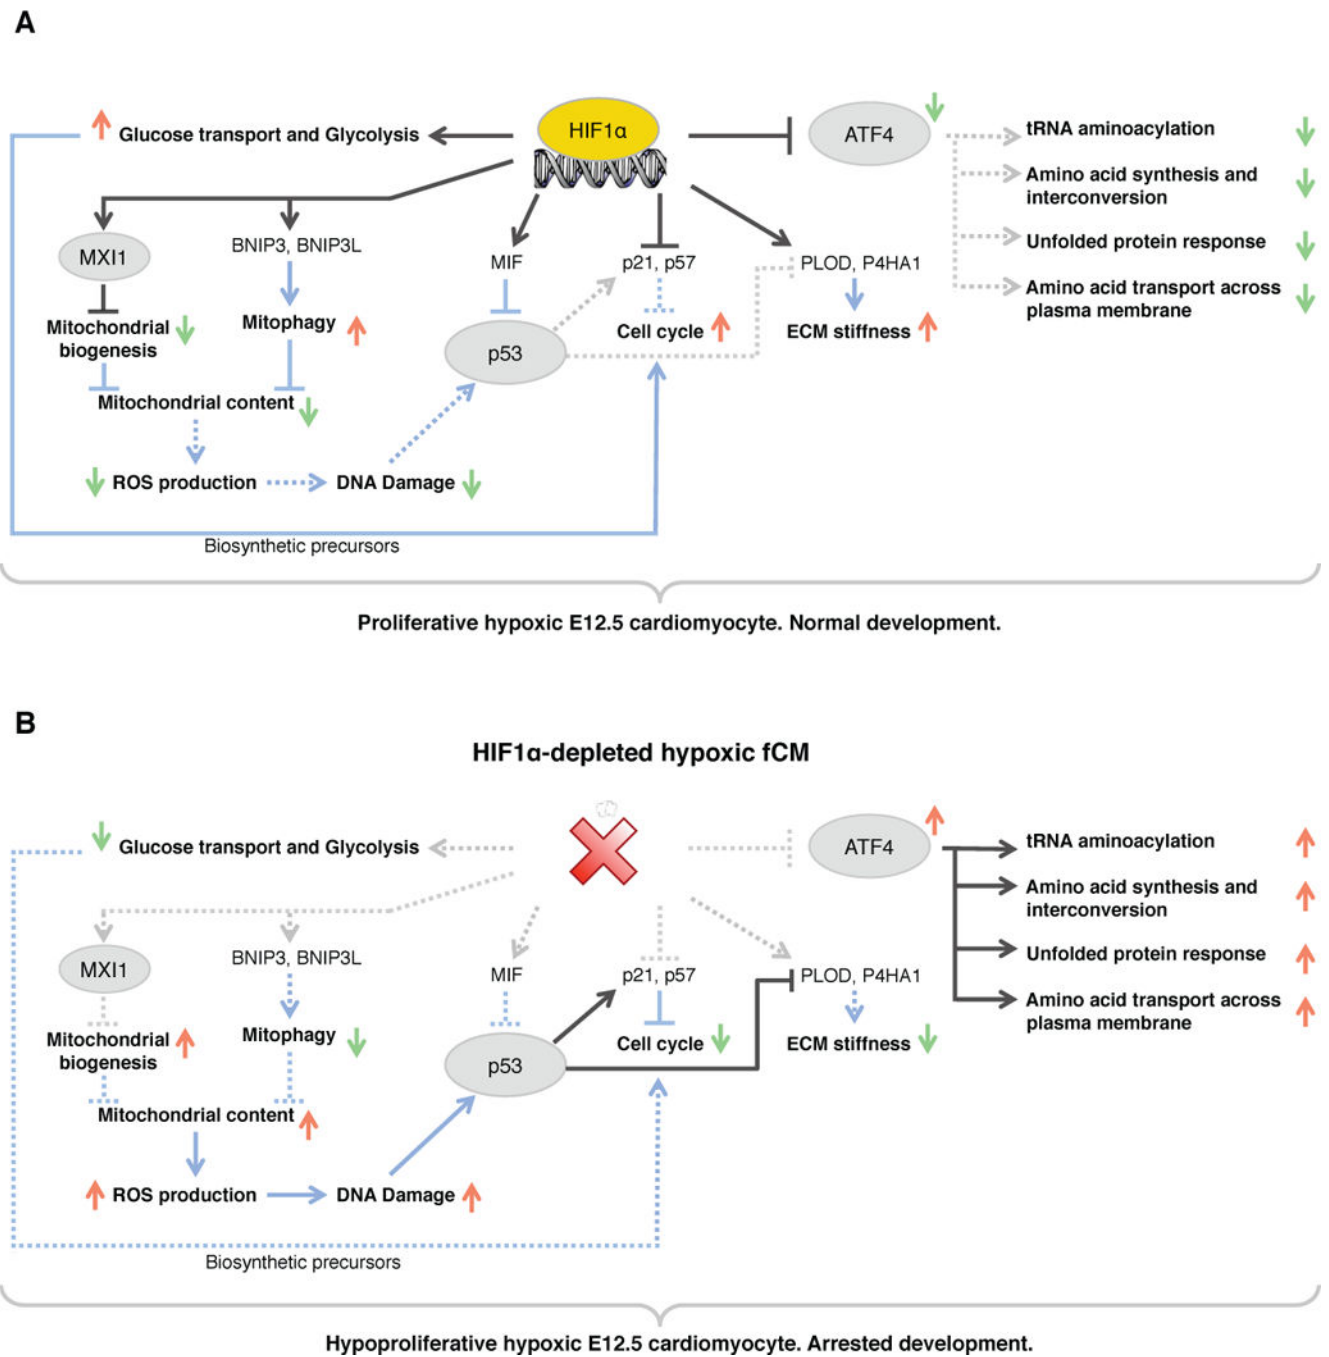 A
Glucose transport and Glycolysis
HIF1α
ATF4
tRNA aminoacylation
Amino acid synthesis and
interconversion
Unfolded protein response
Amino acid transport across
plasma membrane
MXI1
BNIP3, BNIP3L
MIF
p21, p57
PLOD, P4HA1
Mitochondrial
biogenesis
Mitophagy
p53
Cell cycle
ECM stiffness
Mitochondrial content
ROS production
DNA Damage
Biosynthetic precursors
Proliferative hypoxic E12.5 cardiomyocyte. Normal development.
B
HIF1α-depleted hypoxic fCM
Glucose transport and Glycolysis
ATF4
tRNA aminoacylation
Amino acid synthesis and
interconversion
Unfolded protein response
Amino acid transport across
plasma membrane
MXI1
BNIP3, BNIP3L
MIF
p21, p57
PLOD, P4HA1
Mitochondrial
biogenesis
Mitophagy
p53
Cell cycle
ECM stiffness
Mitochondrial content
ROS production
DNA Damage
Biosynthetic precursors
Hypoproliferative hypoxic E12.5 cardiomyocyte. Arrested development.